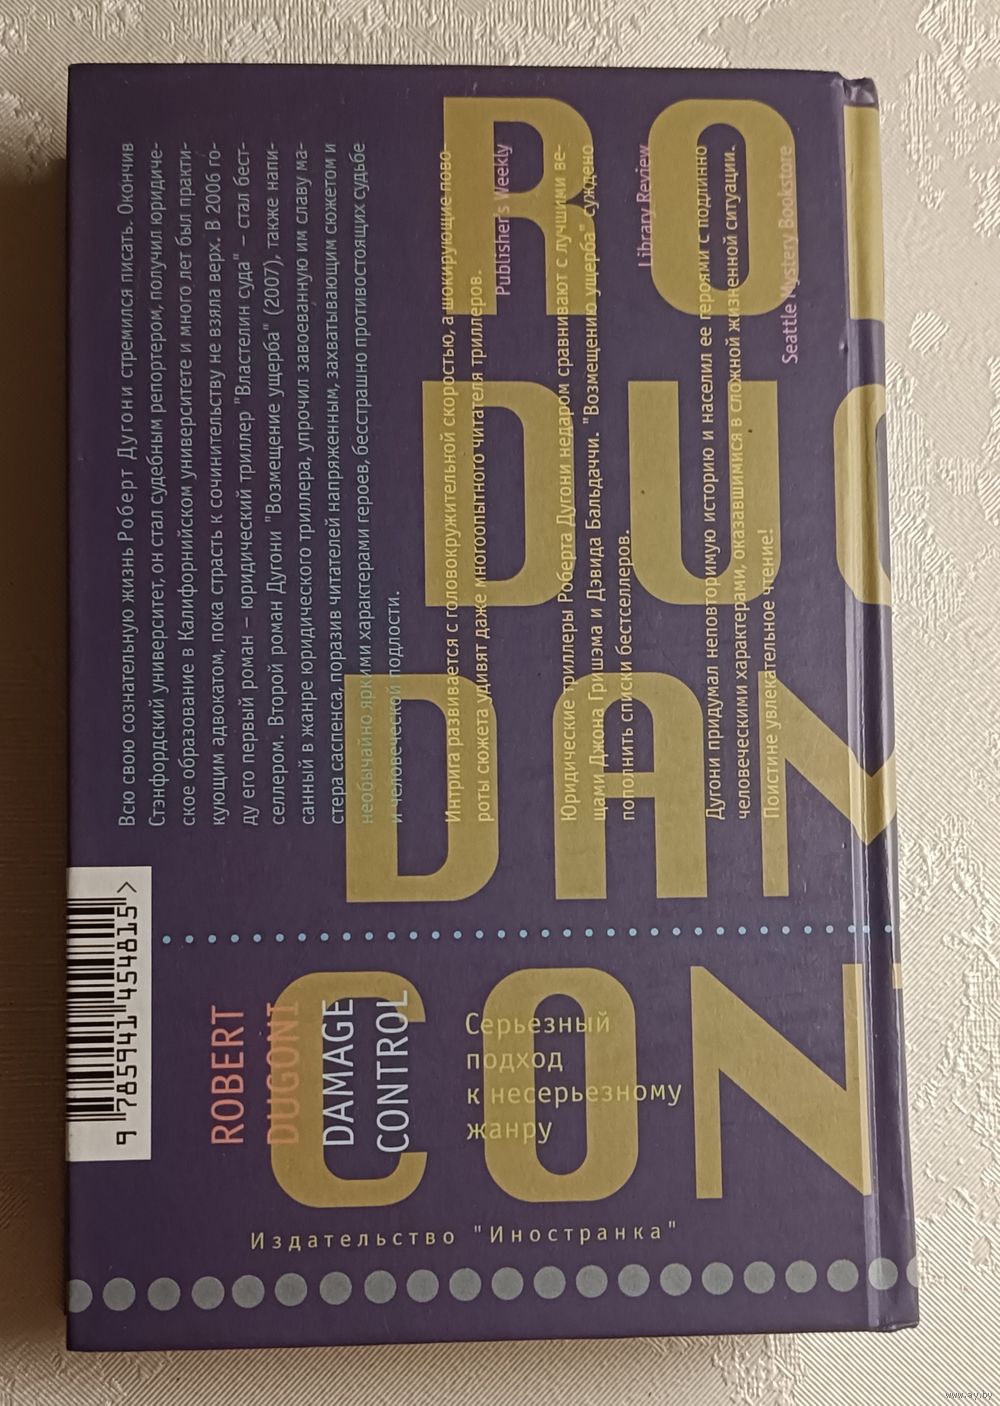 Всю свою сознательную жизнь Роберт Дугони стремился писать. Окончив
Стэнфордский университет, он стал судебным репортером, получил юридиче-
ское образование в Калифорнийском университете и много лет был практи-
кующим адвокатом, пока страсть к сочинительству не взяла верх. В 2006 го-
ду его первый роман – юридический триллер "Властелин суда" – стал бест-
селлером. Второй роман Дугони "Возмещение ущерба" (2007), также напи-
санный в жанре юридического триллера, упрочил завоеванную им славу ма-
стера саспенса, поразив читателей напряженным, захватывающим сюжетом и
необычайно яркими характерами героев, бесстрашно противостоящих судьбе
и человеческой подлости.
Интрига развивается с головокружительной скоростью, а шокирующие пово-
роты сюжета удивят даже многоопытного читателя триллеров.
Publisher's Weekly
Юридические триллеры Роберта Дугони недаром сравнивают с лучшими ве-
щами Джона Гришэма и Дэвида Бальдаччи. "Возмещению ущерба" суждено
пополнить списки бестселлеров.
Library Review
Дугони придумал неповторимую историю и населил ее героями с подлинно
человеческими характерами, оказавшимися в сложной жизненной ситуации.
Поистине увлекательное чтение!
Seattle Mystery Bookstore
RO
DUG
DAM
CON
9 785941 454815 >
ROBERT
DUGONI
DAMAGE
CONTROL
Серьезный
подход
к несерьезному
жанру
Издательство "Иностранка"
www.ay.by